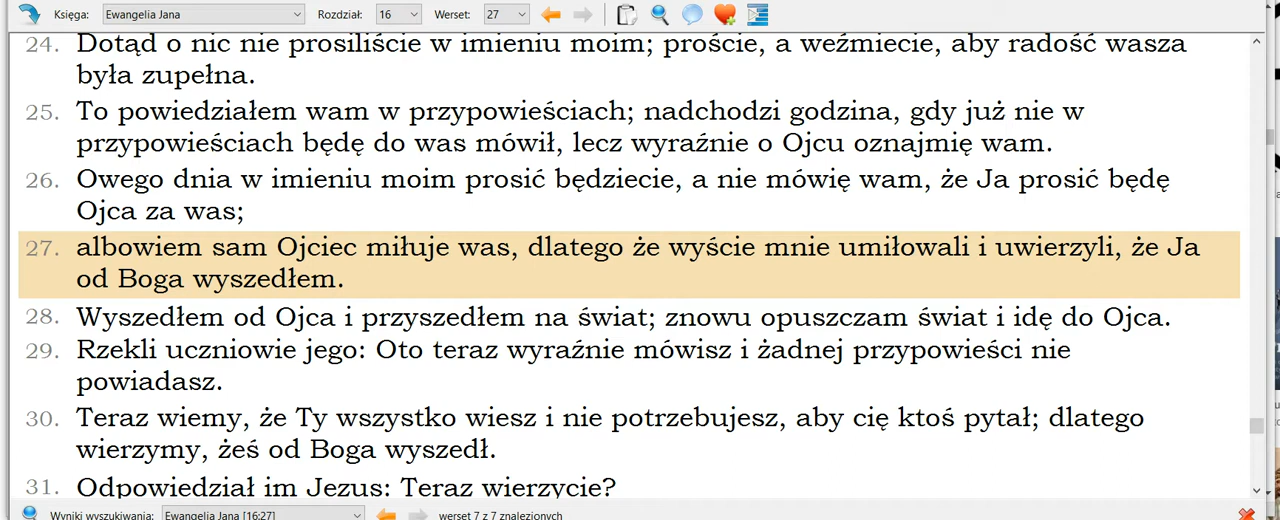 Księga: Ewangelia Jana Rozdział: 16 Werset: 27
24. Dotąd o nic nie prosiliście w imieniu moim; proście, a weźmiecie, aby radość wasza
była zupełna.
25. To powiedziałem wam w przypowieściach; nadchodzi godzina, gdy już nie w
przypowieściach będę do was mówił, lecz wyraźnie o Ojcu oznajmię wam.
26. Owego dnia w imieniu moim prosić będziecie, a nie mówię wam, że Ja prosić będę
Ojca za was;
27. albowiem sam Ojciec miłuje was, dlatego że wyście mnie umiłowali i uwierzyli, że Ja
od Boga wyszedłem.
28. Wyszedłem od Ojca i przyszedłem na świat; znowu opuszczam świat i idę do Ojca.
29. Rzekli uczniowie jego: Oto teraz wyraźnie mówisz i żadnej przypowieści nie
powiadasz.
30. Teraz wiemy, że Ty wszystko wiesz i nie potrzebujesz, aby cię ktoś pytał; dlatego
wierzymy, żeś od Boga wyszedł.
31. Odpowiedział im Jezus: Teraz wierzycie?
Wyniki wyszukiwania: Ewangelia Jana [16:27] werset 7 z 7 znalezionych